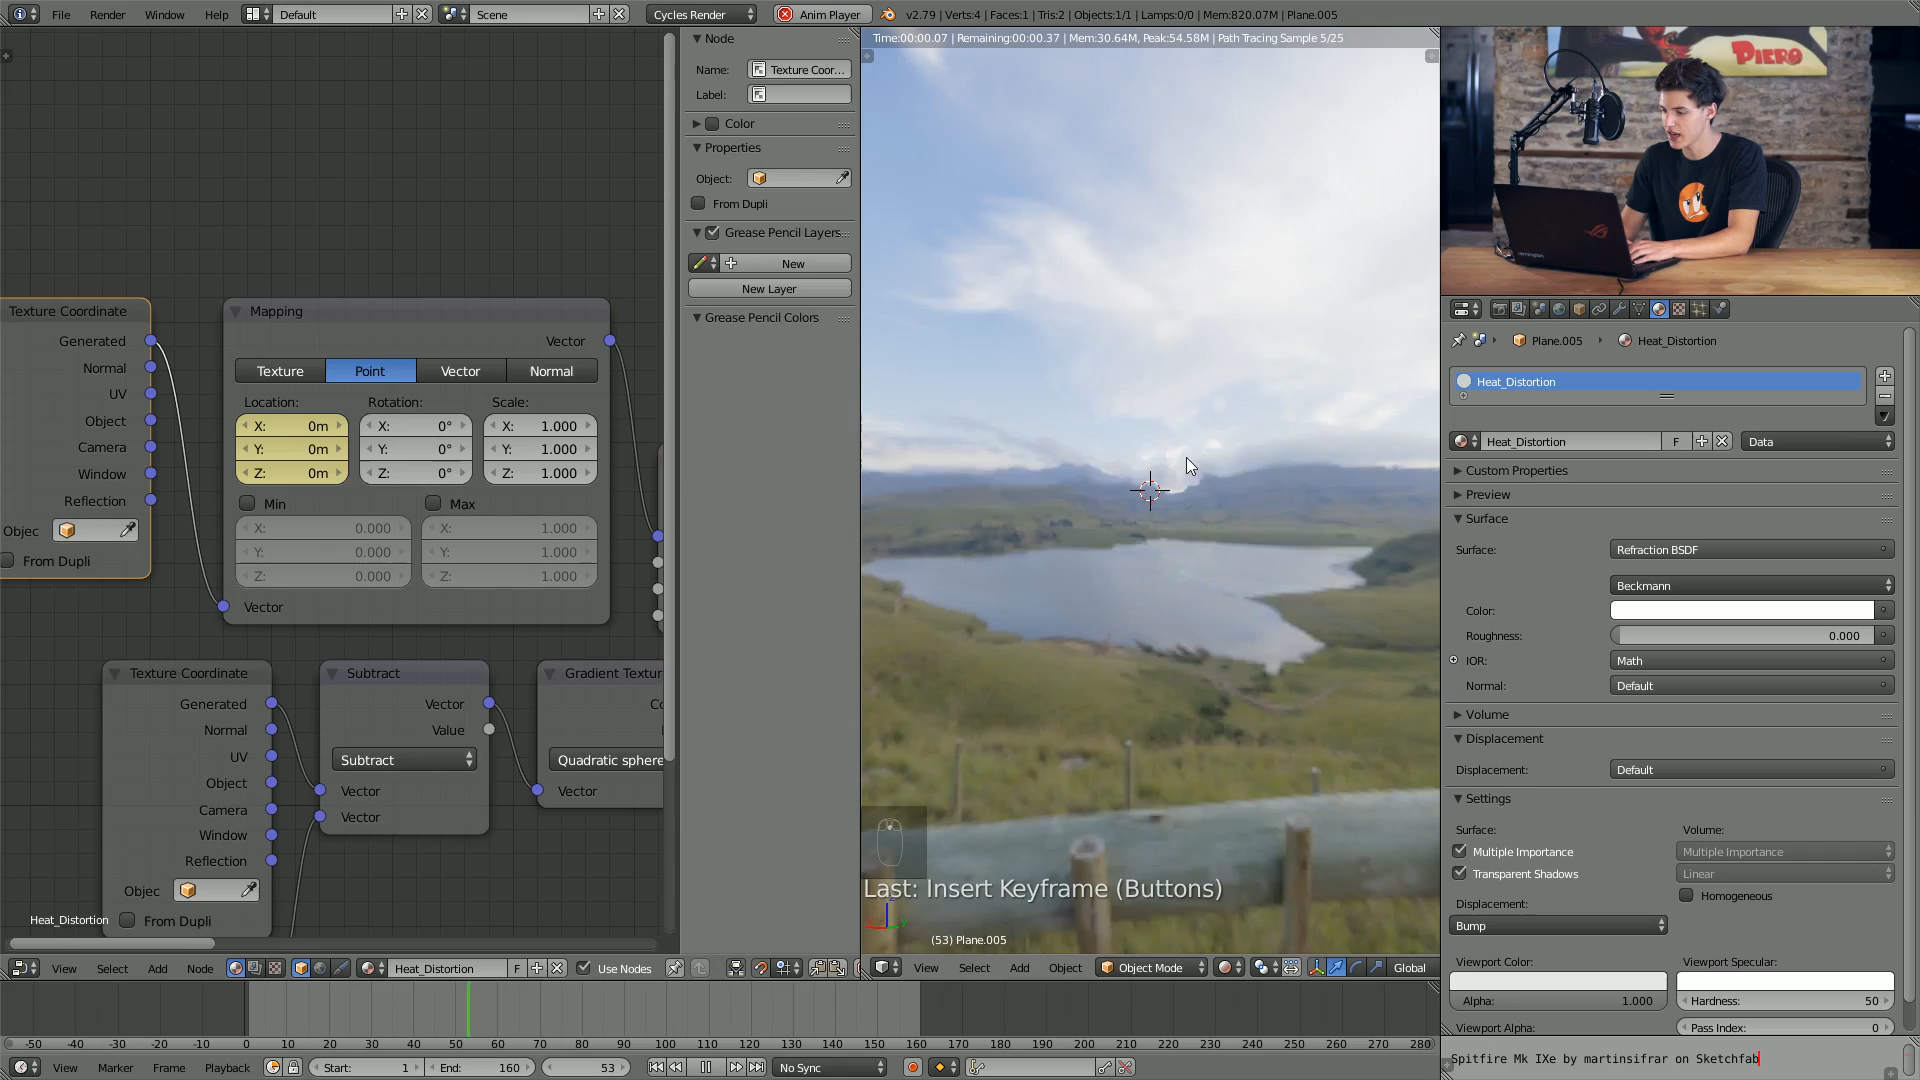 File Render Window Help Default Scene Cycles Render Anim Player v2.79 | Verts:4 | Faces:1 | Tris:2 | Objects:1/1 | Lamps:0/0 | Mem:820.07M | Plane.005
Time:00:00.07 | Remaining:00:00.37 | Mem:30.64M, Peak:54.58M | Path Tracing Sample 5/25
PIERO
ROG
remington
Node
Name: Texture Coor...
Label:
Color
Properties
Object:
From Dupli
Grease Pencil Layers
New
New Layer
Grease Pencil Colors
Texture Coordinate
Generated
Normal
UV
Object
Camera
Window
Reflection
Objec
From Dupli
Mapping
Vector
Texture Point Vector Normal
Location: Rotation: Scale:
X: 0m X: 0° X: 1.000
Y: 0m Y: 0° Y: 1.000
Z: 0m Z: 0° Z: 1.000
Min Max
X: 0.000 X: 1.000
Y: 0.000 Y: 1.000
Z: 0.000 Z: 1.000
Vector
Texture Coordinate
Generated
Normal
UV
Object
Camera
Window
Reflection
Objec
From Dupli
Subtract
Vector
Value
Subtract
Vector
Vector
Gradient Textur
Co
Quadratic sphere
Vector
Heat_Distortion
Last: Insert Keyframe (Buttons)
(53) Plane.005
Plane.005 Heat_Distortion
Heat_Distortion
Heat_Distortion F Data
Custom Properties
Preview
Surface
Surface: Refraction BSDF
Beckmann
Color:
Roughness: 0.000
IOR: Math
Normal: Default
Volume
Displacement
Displacement: Default
Settings
Surface: Volume:
Multiple Importance Multiple Importance
Transparent Shadows Linear
Homogeneous
Displacement:
Bump
Viewport Color: Viewport Specular:
Alpha: 1.000 Hardness: 50
Viewport Alpha: Pass Index: 0
View Select Add Node Heat_Distortion F Use Nodes
View Select Add Object Object Mode Global
-50 -40 -30 -20 -10 0 10 20 30 40 50 60 70 80 90 100 110 120 130 140 150 160 170 180 190 200 210 220 230 240 250 260 270 280
View Marker Frame Playback Start: 1 End: 160 53 No Sync
Spitfire Mk IXe by martinsifrar on Sketchfab